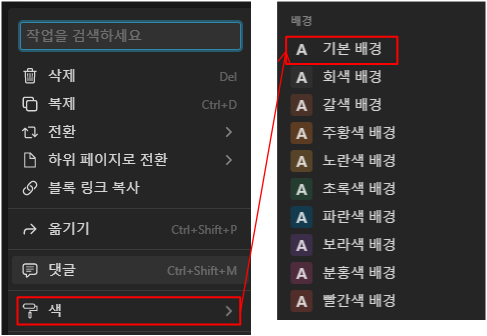 작업을 검색하세요
삭제 Del
복제 Ctrl+D
전환
하위 페이지로 전환
블록 링크 복사
옮기기 Ctrl+Shift+P
댓글 Ctrl+Shift+M
색
배경
A 기본 배경
A 회색 배경
A 갈색 배경
A 주황색 배경
A 노란색 배경
A 초록색 배경
A 파란색 배경
A 보라색 배경
A 분홍색 배경
A 빨간색 배경